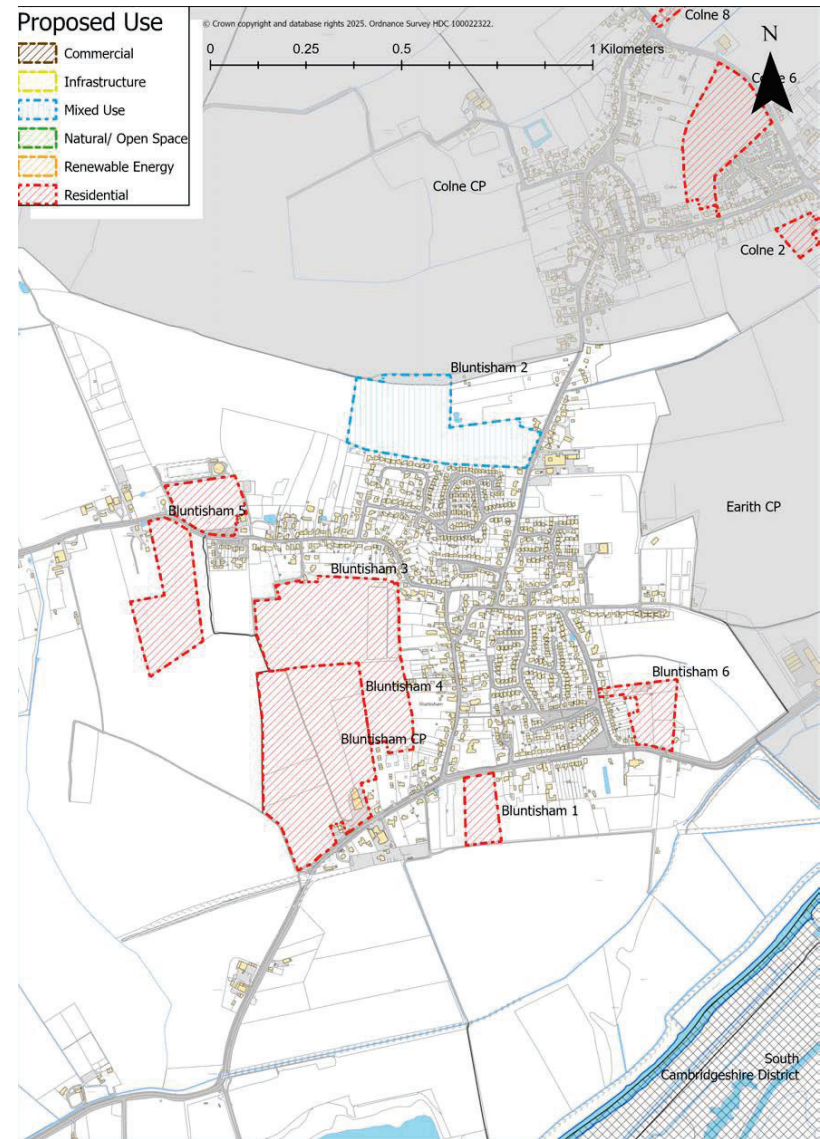 Proposed Use
Commercial
Infrastructure
Mixed Use
Natural/ Open Space
Renewable Energy
Residential
© Crown copyright and database rights 2025. Ordnance Survey HDC 100022322.
0 0.25 0.5 1 Kilometers
N
Colne 8
Colne 6
Colne CP
Colne 2
Bluntisham 2
Earith CP
Bluntisham 5
Bluntisham 3
Bluntisham 6
Bluntisham 4
Bluntisham
Bluntisham CP
Bluntisham 1
South
Cambridgeshire District